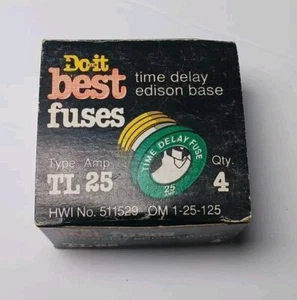 Do it
best
fuses
time delay
edison base
TIME DELAY FUSE
25
Type Amp
TL 25
Qty.
4
HWI No. 511529 OM 1-25-125